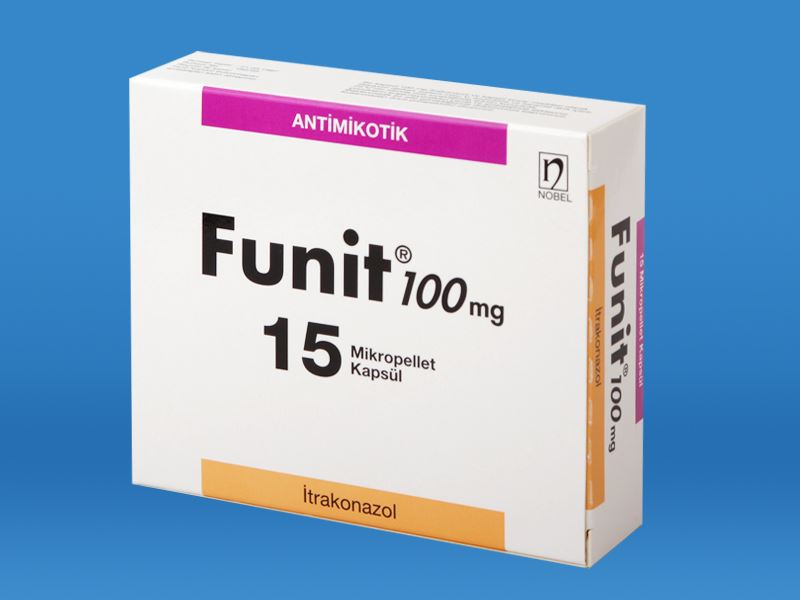 ANTİMİKOTİK
NOBEL
Funit® 100 mg
15 Mikropellet
Kapsül
İtrakonazol
Funit® 100 mg
15 Mikropellet Kapsül
İtrakonazol